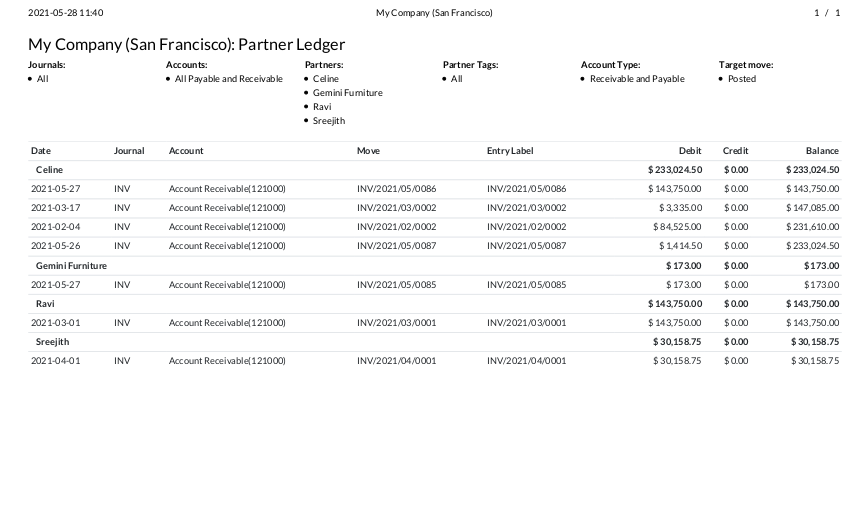 2021-05-28 11:40 My Company (San Francisco) 1 / 1
My Company (San Francisco): Partner Ledger
Journals: Accounts: Partners: Partner Tags: Account Type: Target move:
• All • All Payable and Receivable • Celine • All • Receivable and Payable • Posted
• Gemini Furniture
• Ravi
• Sreejith
Date Journal Account Move Entry Label Debit Credit Balance
Celine $ 233,024.50 $ 0.00 $ 233,024.50
2021-05-27 INV Account Receivable(121000) INV/2021/05/0086 INV/2021/05/0086 $ 143,750.00 $ 0.00 $ 143,750.00
2021-03-17 INV Account Receivable(121000) INV/2021/03/0002 INV/2021/03/0002 $ 3,335.00 $ 0.00 $ 147,085.00
2021-02-04 INV Account Receivable(121000) INV/2021/02/0002 INV/2021/02/0002 $ 84,525.00 $ 0.00 $ 231,610.00
2021-05-26 INV Account Receivable(121000) INV/2021/05/0087 INV/2021/05/0087 $ 1,414.50 $ 0.00 $ 233,024.50
Gemini Furniture $ 173.00 $ 0.00 $ 173.00
2021-05-27 INV Account Receivable(121000) INV/2021/05/0085 INV/2021/05/0085 $ 173.00 $ 0.00 $ 173.00
Ravi $ 143,750.00 $ 0.00 $ 143,750.00
2021-03-01 INV Account Receivable(121000) INV/2021/03/0001 INV/2021/03/0001 $ 143,750.00 $ 0.00 $ 143,750.00
Sreejith $ 30,158.75 $ 0.00 $ 30,158.75
2021-04-01 INV Account Receivable(121000) INV/2021/04/0001 INV/2021/04/0001 $ 30,158.75 $ 0.00 $ 30,158.75